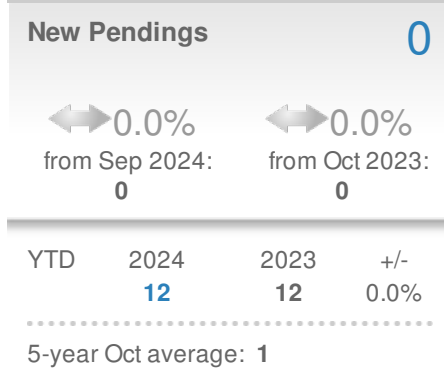 New Pendings 0
0.0% 0.0%
from Sep 2024: from Oct 2023:
0 0
YTD 2024 2023 +/-
12 12 0.0%
5-year Oct average: 1